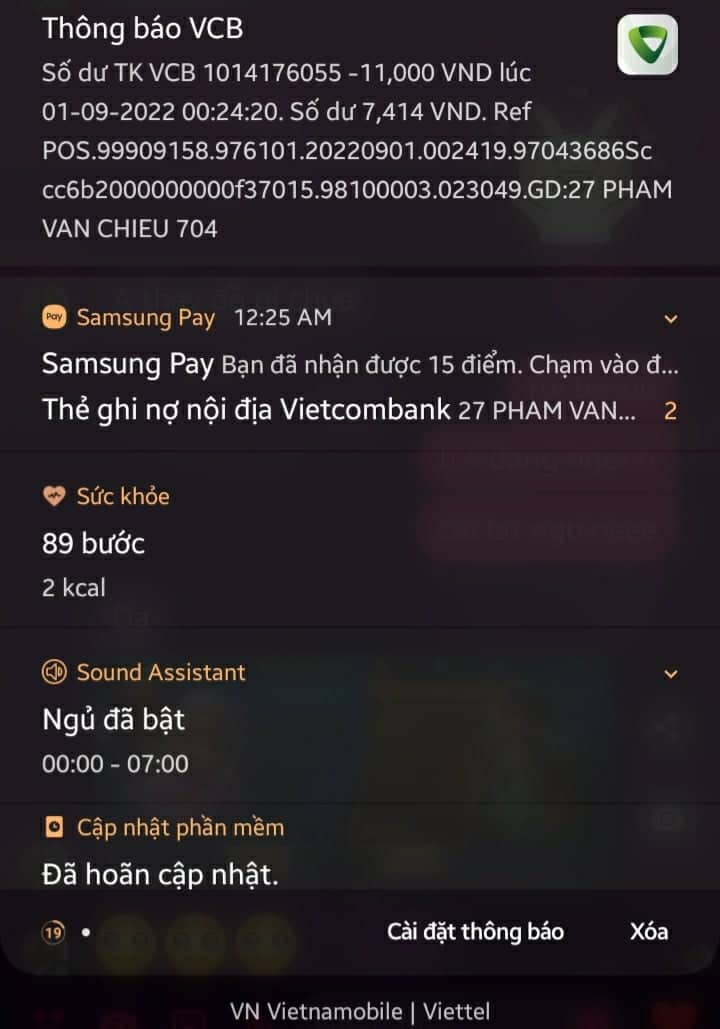 Thông báo VCB
Số dư TK VCB 1014176055 -11,000 VND lúc
01-09-2022 00:24:20. Số dư 7,414 VND. Ref
POS.99909158.976101.20220901.002419.97043686Sc
cc6b2000000000f37015.98100003.023049.GD:27 PHAM
VAN CHIEU 704
Pay Samsung Pay 12:25 AM
Samsung Pay Bạn đã nhận được 15 điểm. Chạm vào đ...
Thẻ ghi nợ nội địa Vietcombank 27 PHAM VAN... 2
Sức khỏe
89 bước
2 kcal
Sound Assistant
Ngủ đã bật
00:00 - 07:00
Cập nhật phần mềm
Đã hoãn cập nhật.
19 Cài đặt thông báo Xóa
VN Vietnamobile | Viettel